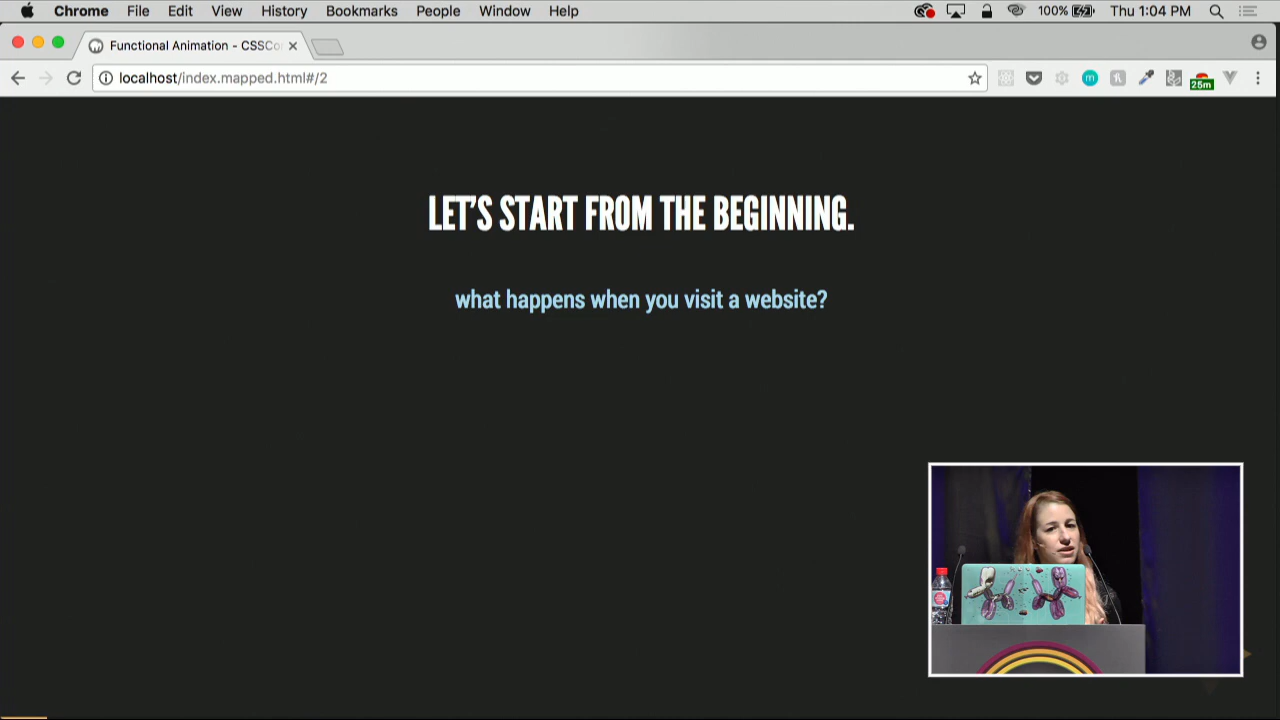 Chrome File Edit View History Bookmarks People Window Help 100% Thu 1:04 PM
Functional Animation - CSSCo
localhost/index.mapped.html#/2
25m
LET'S START FROM THE BEGINNING.
what happens when you visit a website?